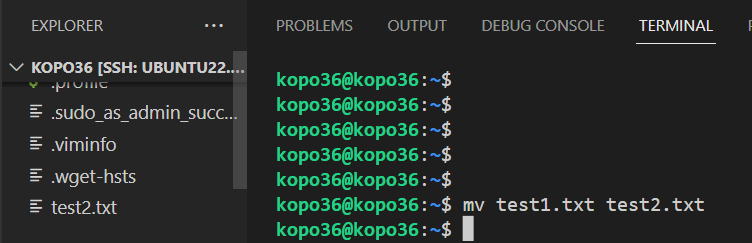 EXPLORER ...
KOPO36 [SSH: UBUNTU22....
.profile
.sudo_as_admin_succ...
.viminfo
.wget-hsts
test2.txt
PROBLEMS OUTPUT DEBUG CONSOLE TERMINAL
kopo36@kopo36:~$
kopo36@kopo36:~$
kopo36@kopo36:~$
kopo36@kopo36:~$
kopo36@kopo36:~$
kopo36@kopo36:~$ mv test1.txt test2.txt
kopo36@kopo36:~$